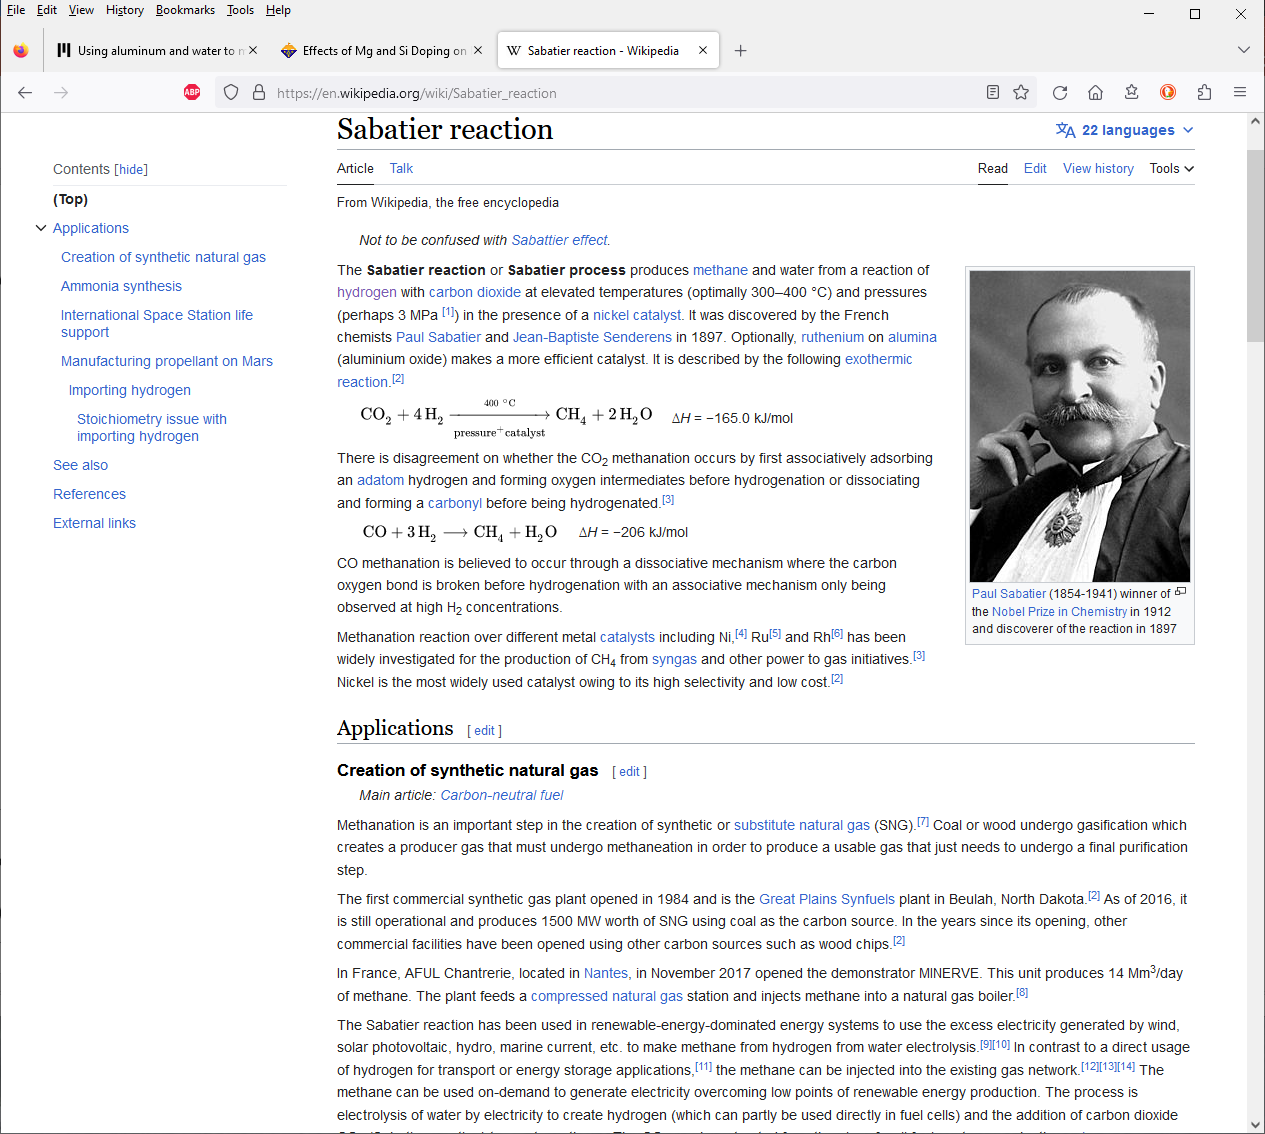 File Edit View History Bookmarks Tools Help
Using aluminum and water to
Effects of Mg and Si Doping on
W Sabatier reaction - Wikipedia
ABP
https://en.wikipedia.org/wiki/Sabatier_reaction
Sabatier reaction
22 languages
Contents [hide]
(Top)
Applications
Creation of synthetic natural gas
Ammonia synthesis
International Space Station life
support
Manufacturing propellant on Mars
Importing hydrogen
Stoichiometry issue with
importing hydrogen
See also
References
External links
Article Talk
Read Edit View history Tools
From Wikipedia, the free encyclopedia
Not to be confused with Sabattier effect.
The Sabatier reaction or Sabatier process produces methane and water from a reaction of
hydrogen with carbon dioxide at elevated temperatures (optimally 300–400 °C) and pressures
(perhaps 3 MPa [1]) in the presence of a nickel catalyst. It was discovered by the French
chemists Paul Sabatier and Jean-Baptiste Senderens in 1897. Optionally, ruthenium on alumina
(aluminium oxide) makes a more efficient catalyst. It is described by the following exothermic
reaction.[2]
CO₂ + 4 H₂ 400 °C pressure⁺catalyst ⟶ CH₄ + 2 H₂O ΔH = −165.0 kJ/mol
There is disagreement on whether the CO₂ methanation occurs by first associatively adsorbing
an adatom hydrogen and forming oxygen intermediates before hydrogenation or dissociating
and forming a carbonyl before being hydrogenated.[3]
CO + 3 H₂ ⟶ CH₄ + H₂O ΔH = −206 kJ/mol
CO methanation is believed to occur through a dissociative mechanism where the carbon
oxygen bond is broken before hydrogenation with an associative mechanism only being
observed at high H₂ concentrations.
Methanation reaction over different metal catalysts including Ni,[4] Ru[5] and Rh[6] has been
widely investigated for the production of CH₄ from syngas and other power to gas initiatives.[3]
Nickel is the most widely used catalyst owing to its high selectivity and low cost.[2]
Paul Sabatier (1854-1941) winner of
the Nobel Prize in Chemistry in 1912
and discoverer of the reaction in 1897
Applications [ edit ]
Creation of synthetic natural gas [ edit ]
Main article: Carbon-neutral fuel
Methanation is an important step in the creation of synthetic or substitute natural gas (SNG).[7] Coal or wood undergo gasification which
creates a producer gas that must undergo methaneation in order to produce a usable gas that just needs to undergo a final purification
step.
The first commercial synthetic gas plant opened in 1984 and is the Great Plains Synfuels plant in Beulah, North Dakota.[2] As of 2016, it
is still operational and produces 1500 MW worth of SNG using coal as the carbon source. In the years since its opening, other
commercial facilities have been opened using other carbon sources such as wood chips.[2]
In France, AFUL Chantrerie, located in Nantes, in November 2017 opened the demonstrator MINERVE. This unit produces 14 Mm³/day
of methane. The plant feeds a compressed natural gas station and injects methane into a natural gas boiler.[8]
The Sabatier reaction has been used in renewable-energy-dominated energy systems to use the excess electricity generated by wind,
solar photovoltaic, hydro, marine current, etc. to make methane from hydrogen from water electrolysis.[9][10] In contrast to a direct usage
of hydrogen for transport or energy storage applications,[11] the methane can be injected into the existing gas network.[12][13][14] The
methane can be used on-demand to generate electricity overcoming low points of renewable energy production. The process is
electrolysis of water by electricity to create hydrogen (which can partly be used directly in fuel cells) and the addition of carbon dioxide